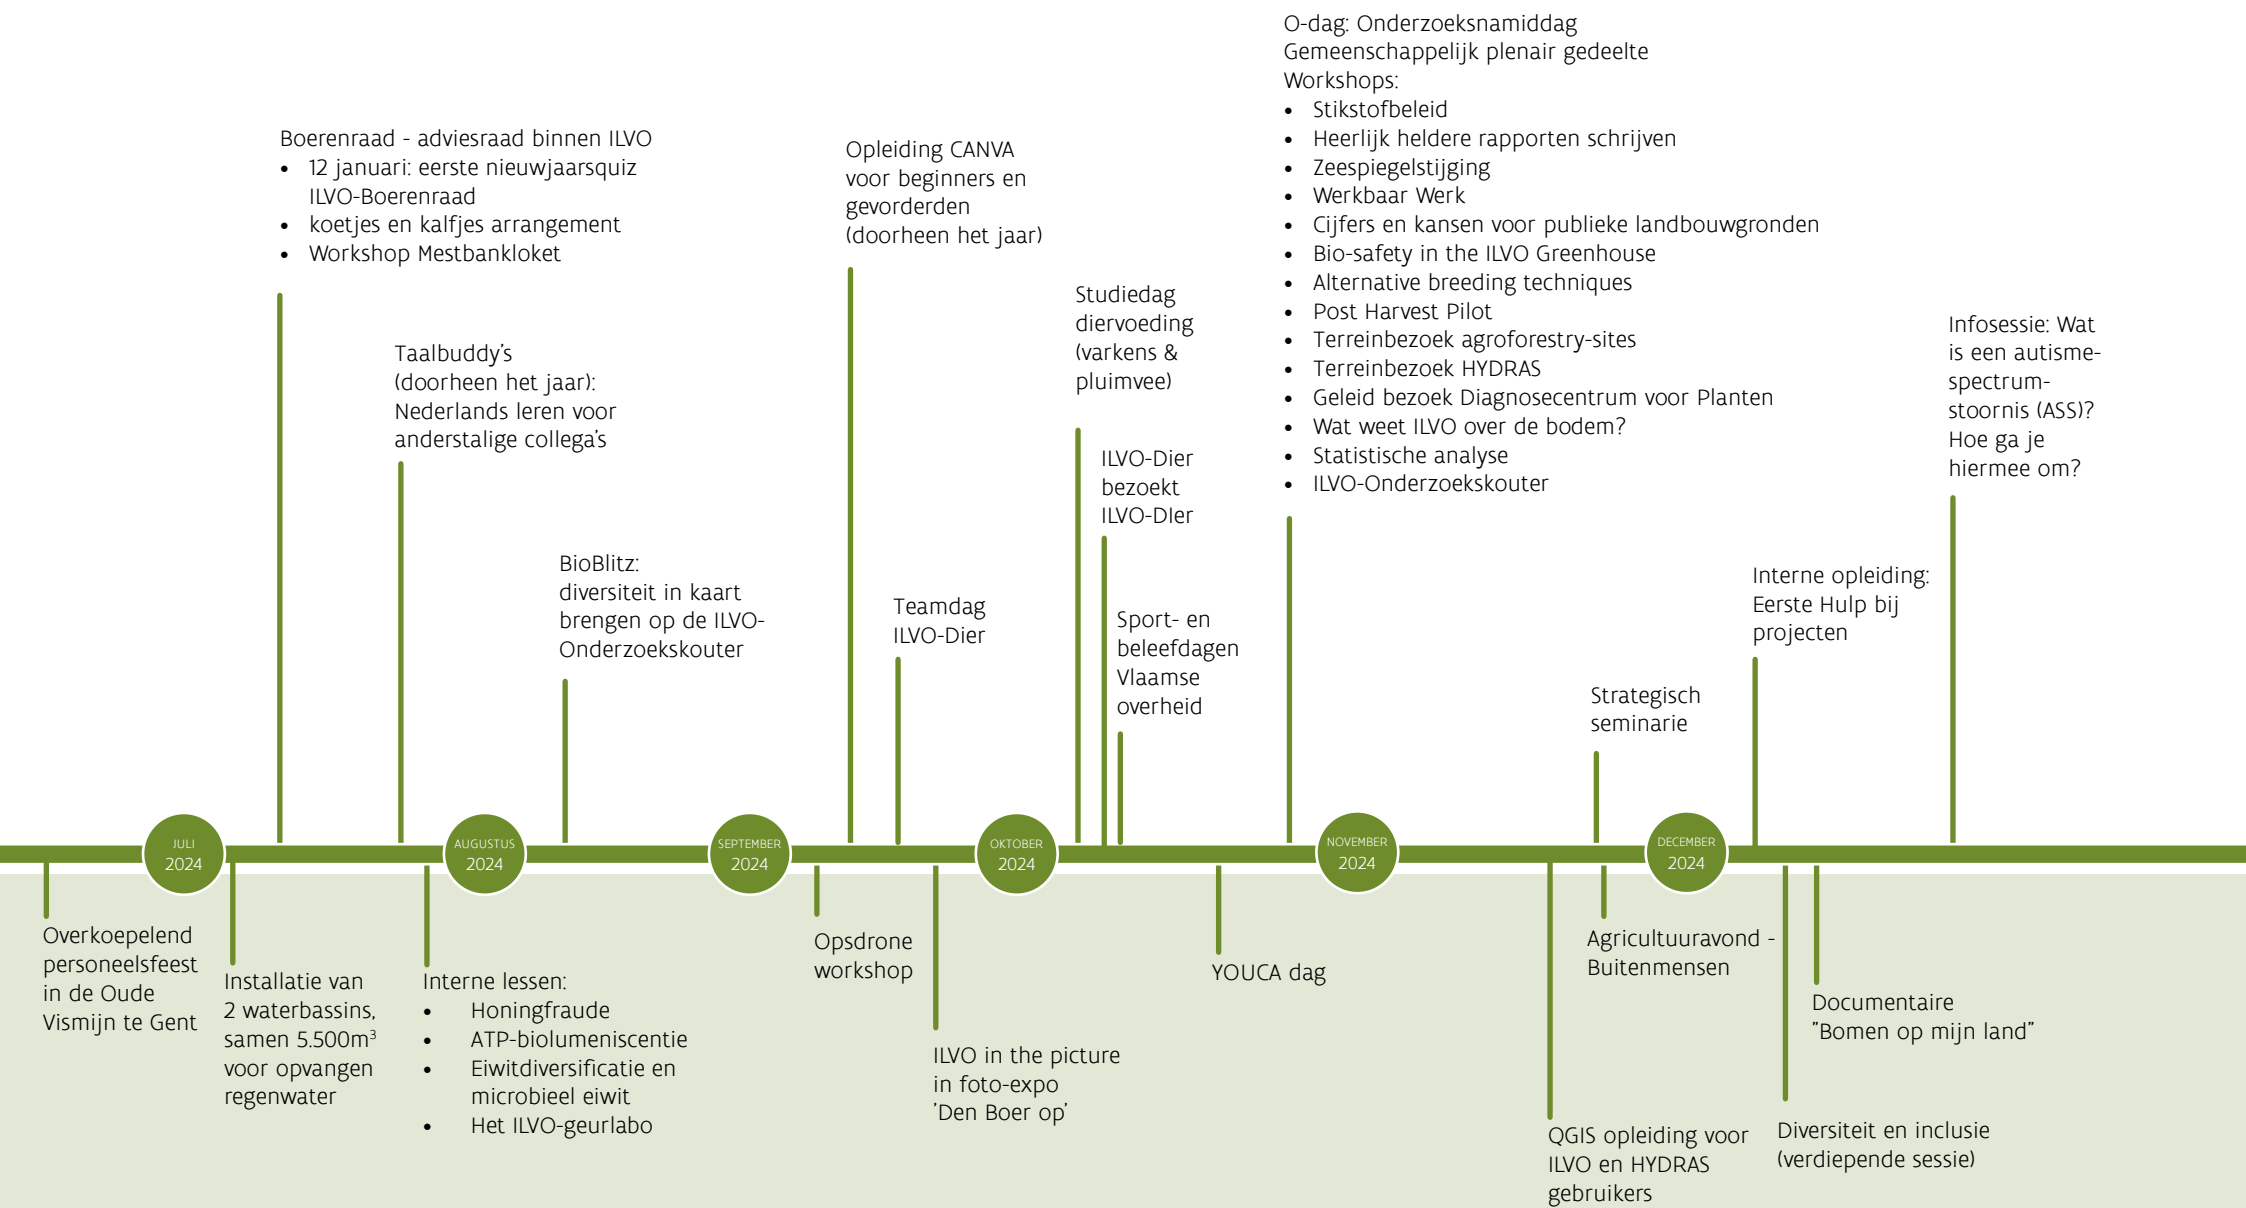 O-dag: Onderzoeksnamiddag
Gemeenschappelijk plenair gedeelte
Workshops:
• Stikstofbeleid
• Heerlijk heldere rapporten schrijven
• Zeespiegelstijging
• Werkbaar Werk
• Cijfers en kansen voor publieke landbouwgronden
• Bio-safety in the ILVO Greenhouse
• Alternative breeding techniques
• Post Harvest Pilot
• Terreinbezoek agroforestry-sites
• Terreinbezoek HYDRAS
• Geleid bezoek Diagnosecentrum voor Planten
• Wat weet ILVO over de bodem?
• Statistische analyse
• ILVO-Onderzoekskouter
Boerenraad - adviesraad binnen ILVO
• 12 januari: eerste nieuwjaarsquiz
ILVO-Boerenraad
• koetjes en kalfjes arrangement
• Workshop Mestbankloket
Taalbuddy's
(doorheen het jaar):
Nederlands leren voor
anderstalige collega's
BioBlitz:
diversiteit in kaart
brengen op de ILVO-
Onderzoekskouter
Opleiding CANVA
voor beginners en
gevorderden
(doorheen het jaar)
Teamdag
ILVO-Dier
Studiedag
diervoeding
(varkens &
pluimvee)
ILVO-Dier
bezoekt
ILVO-DIer
Sport- en
beleefdagen
Vlaamse
overheid
Strategisch
seminarie
Interne opleiding:
Eerste Hulp bij
projecten
Infosessie: Wat
is een autisme-
spectrum-
stoornis (ASS)?
Hoe ga je
hiermee om?
JULI
2024
AUGUSTUS
2024
SEPTEMBER
2024
OKTOBER
2024
NOVEMBER
2024
DECEMBER
2024
Overkoepelend
personeelsfeest
in de Oude
Vismijn te Gent
Installatie van
2 waterbassins,
samen 5.500m³
voor opvangen
regenwater
Interne lessen:
• Honingfraude
• ATP-biolumeniscentie
• Eiwitdiversificatie en
microbieel eiwit
• Het ILVO-geurlabo
Opsdrone
workshop
ILVO in the picture
in foto-expo
'Den Boer op'
YOUCA dag
QGIS opleiding voor
ILVO en HYDRAS
gebruikers
Agricultuuravond -
Buitenmensen
Diversiteit en inclusie
(verdiepende sessie)
Documentaire
"Bomen op mijn land"